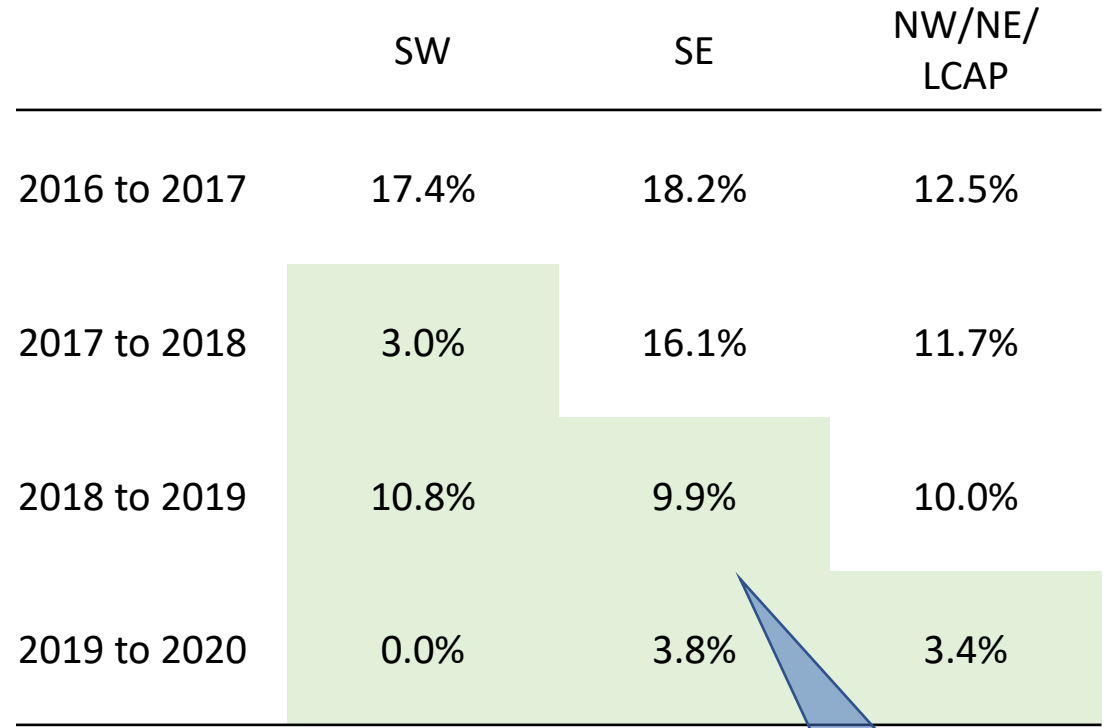 SW SE NW/NE/
LCAP
2016 to 2017 17.4% 18.2% 12.5%
2017 to 2018 3.0% 16.1% 11.7%
2018 to 2019 10.8% 9.9% 10.0%
2019 to 2020 0.0% 3.8% 3.4%